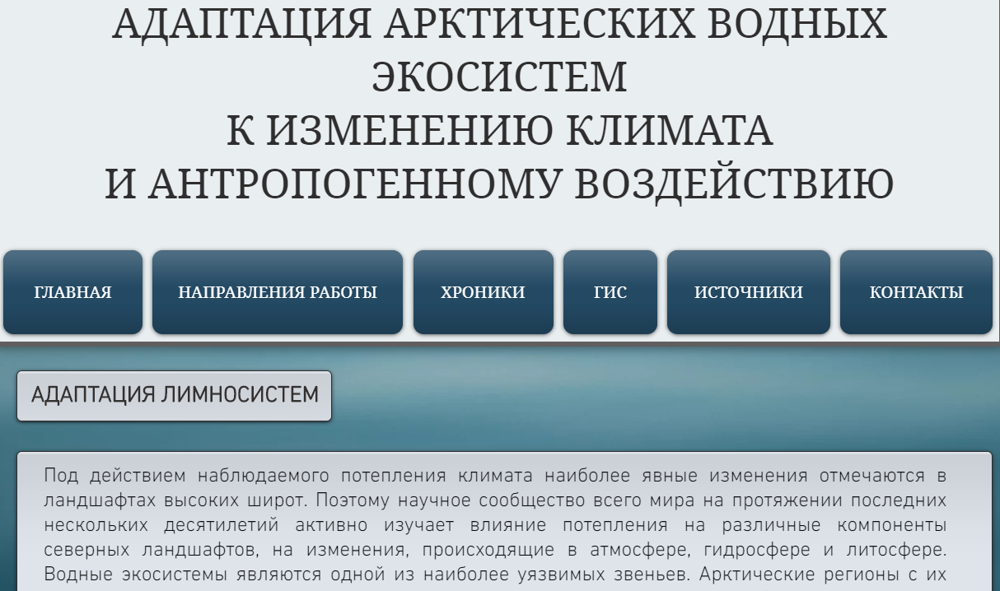 АДАПТАЦИЯ АРКТИЧЕСКИХ ВОДНЫХ
ЭКОСИСТЕМ
К ИЗМЕНЕНИЮ КЛИМАТА
И АНТРОПОГЕННОМУ ВОЗДЕЙСТВИЮ
ГЛАВНАЯ НАПРАВЛЕНИЯ РАБОТЫ ХРОНИКИ ГИС ИСТОЧНИКИ КОНТАКТЫ
АДАПТАЦИЯ ЛИМНОСИСТЕМ
Под действием наблюдаемого потепления климата наиболее явные изменения отмечаются в
ландшафтах высоких широт. Поэтому научное сообщество всего мира на протяжении последних
нескольких десятилетий активно изучает влияние потепления на различные компоненты
северных ландшафтов, на изменения, происходящие в атмосфере, гидросфере и литосфере.
Водные экосистемы являются одной из наиболее уязвимых звеньев. Арктические регионы с их